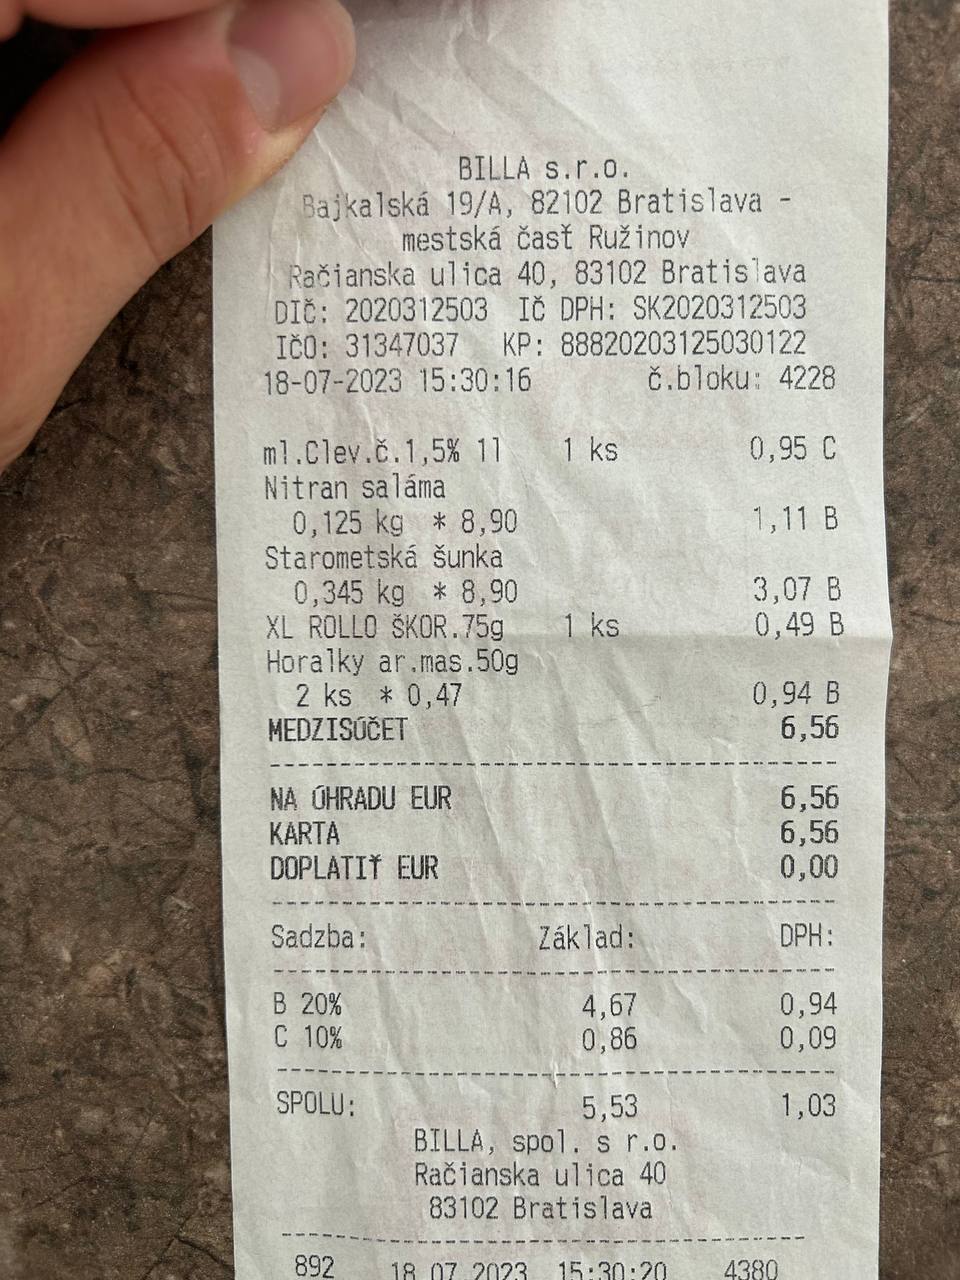 BILLA s.r.o.
Bajkalská 19/A, 82102 Bratislava -
mestská časť Ružinov
Račianska ulica 40, 83102 Bratislava
DIČ: 2020312503 IČ DPH: SK2020312503
IČO: 31347037 KP: 88820203125030122
18-07-2023 15:30:16 č.bloku: 4228
ml.Clev.č.1,5% 1l 1 ks 0,95 C
Nitran saláma
0,125 kg * 8,90 1,11 B
Starometská šunka
0,345 kg * 8,90 3,07 B
XL ROLLO ŠKOR.75g 1 ks 0,49 B
Horalky ar.mas.50g
2 ks * 0,47 0,94 B
MEDZISÚČET 6,56
NA ÚHRADU EUR 6,56
KARTA 6,56
DOPLATIŤ EUR 0,00
Sadzba: Základ: DPH:
B 20% 4,67 0,94
C 10% 0,86 0,09
SPOLU: 5,53 1,03
BILLA, spol. s r.o.
Račianska ulica 40
83102 Bratislava
892 18.07.2023 15:30:20 4380